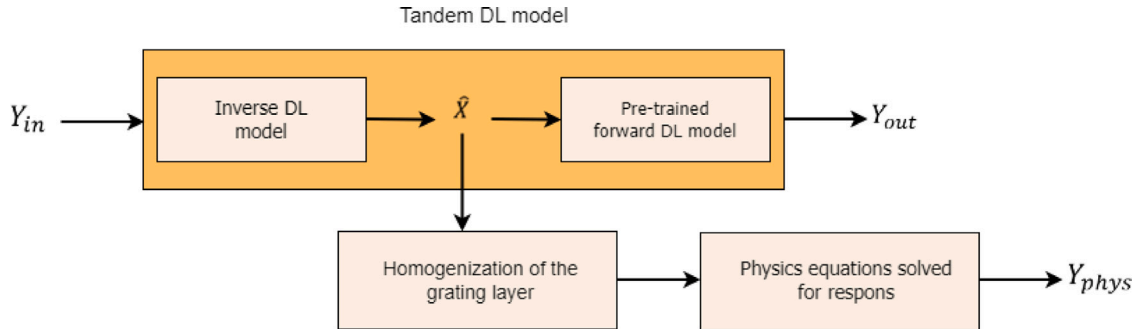 Tandem DL model
Y_in
Inverse DL
model
X̂
Pre-trained
forward DL model
Y_out
Homogenization of the
grating layer
Physics equations solved
for respons
Y_phys